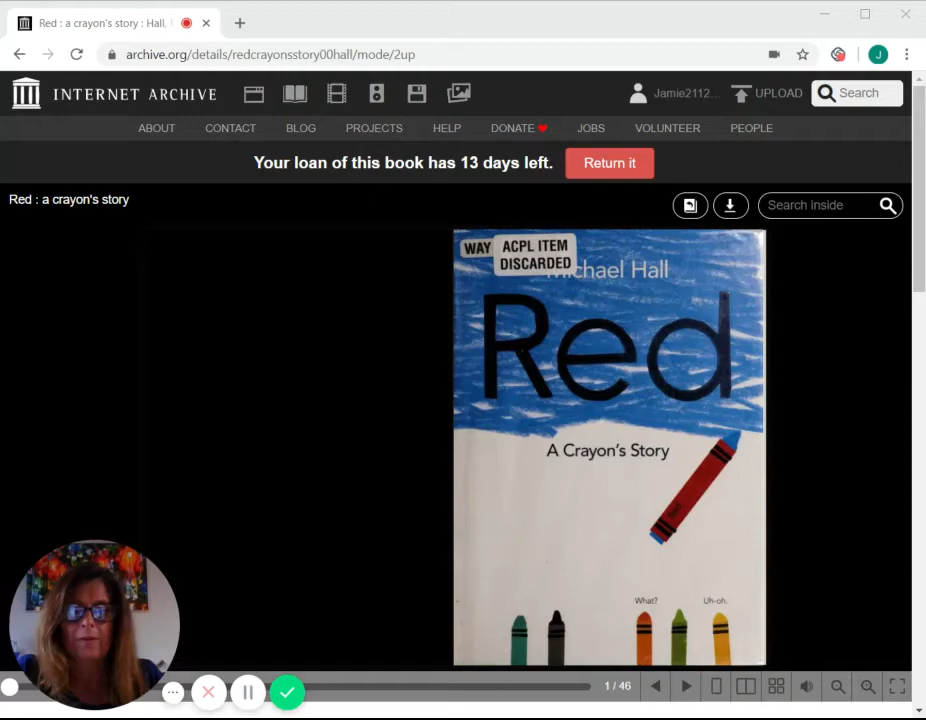 Red : a crayon's story : Hall,
archive.org/details/redcrayonsstory00hall/mode/2up
J
INTERNET ARCHIVE
Jamie2112...
UPLOAD
Search
ABOUT CONTACT BLOG PROJECTS HELP DONATE JOBS VOLUNTEER PEOPLE
Your loan of this book has 13 days left. Return it
Red : a crayon's story
Search inside
WAY
ACPL ITEM
DISCARDED
chael Hall
Red
A Crayon's Story
Red
What? Uh-oh.
1 / 46